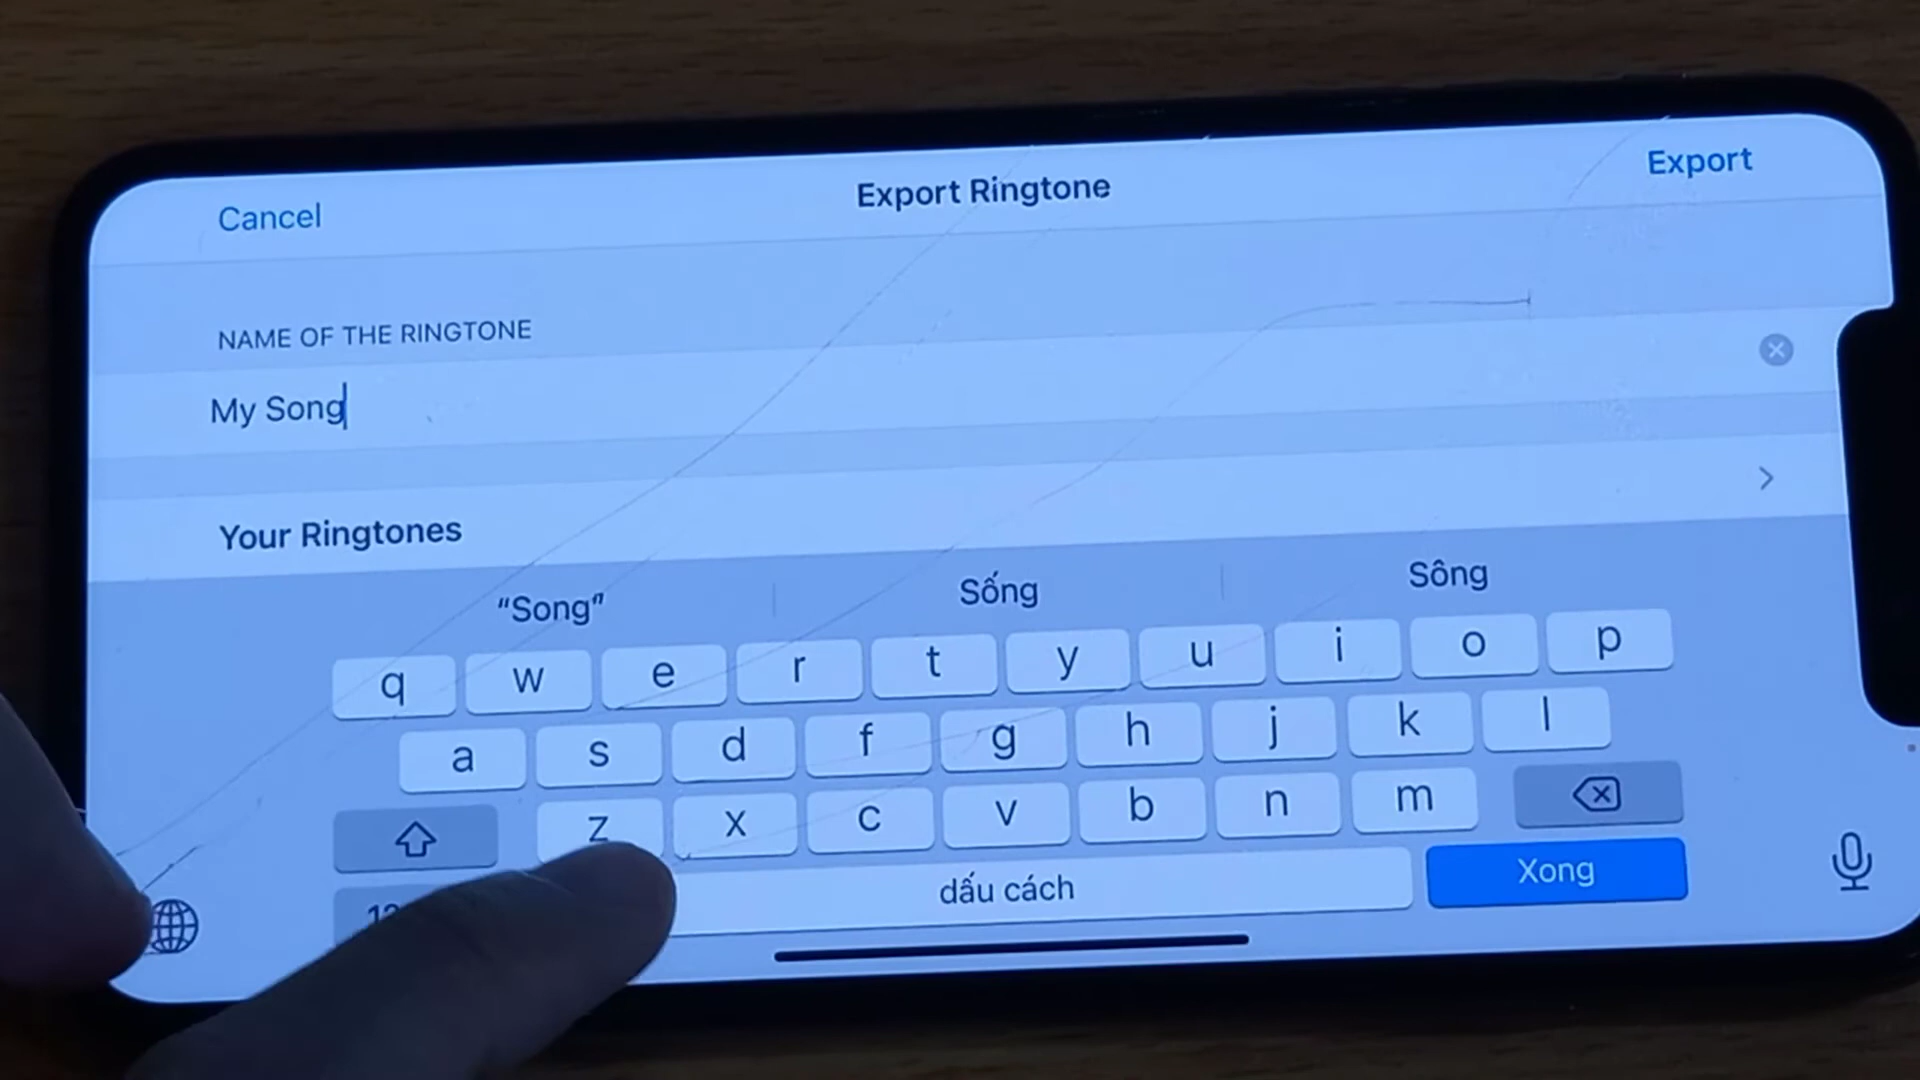 Cancel
Export Ringtone
Export
NAME OF THE RINGTONE
My Song
Your Ringtones
"Song"
Sống
Sông
q w e r t y u i o p
a s d f g h j k l
z x c v b n m
dấu cách
Xong